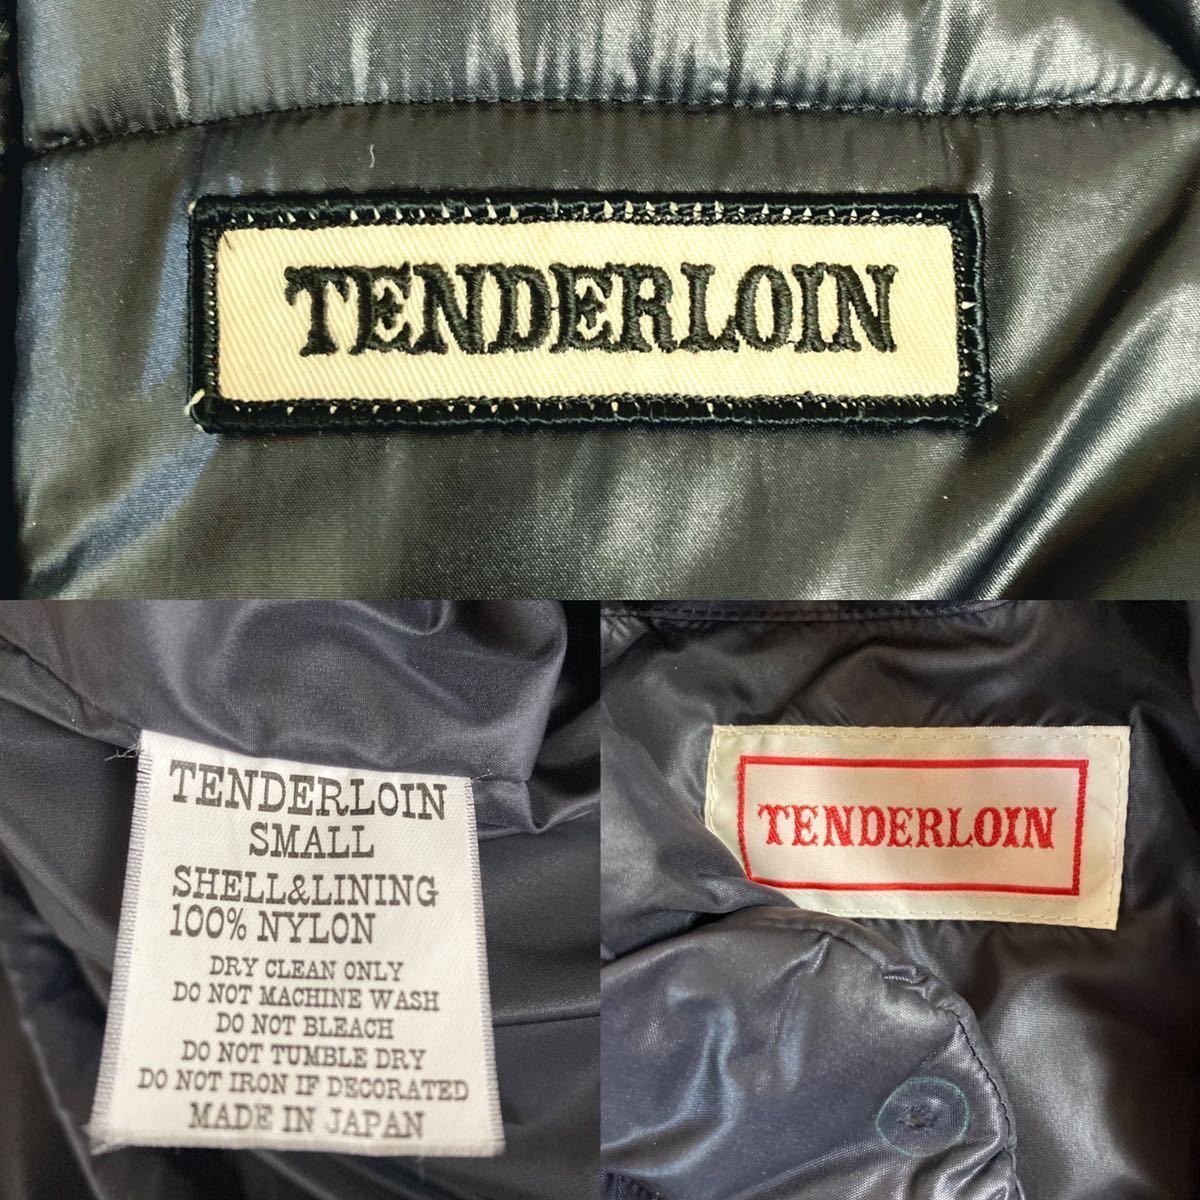 TENDERLOIN
TENDERLOIN
SMALL
SHELL&LINING
100% NYLON
DRY CLEAN ONLY
DO NOT MACHINE WASH
DO NOT BLEACH
DO NOT TUMBLE DRY
DO NOT IRON IF DECORATED
MADE IN JAPAN
TENDERLOIN